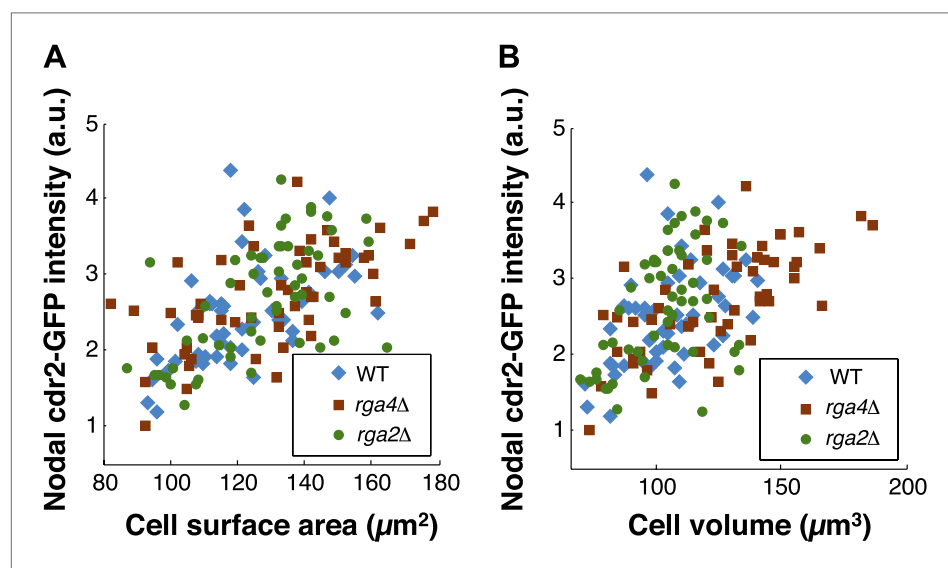 A
B
Nodal cdr2-GFP intensity (a.u.)
5
4
3
2
1
80 100 120 140 160 180
Cell surface area (µm²)
WT
rga4Δ
rga2Δ
Nodal cdr2-GFP intensity (a.u.)
5
4
3
2
1
100 150 200
Cell volume (µm³)
WT
rga4Δ
rga2Δ